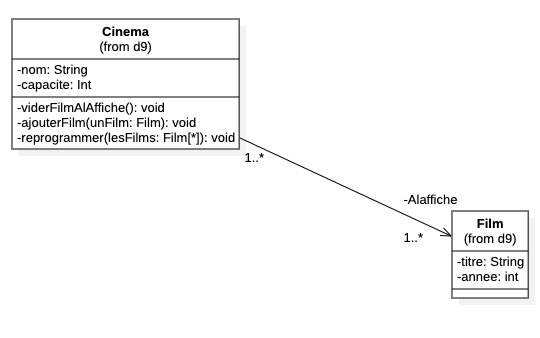 Cinema
(from d9)
-nom: String
-capacite: Int
-viderFilmAlAffiche(): void
-ajouterFilm(unFilm: Film): void
-reprogrammer(lesFilms: Film[*]): void
1..*
-Alaffiche
1..*
Film
(from d9)
-titre: String
-annee: int